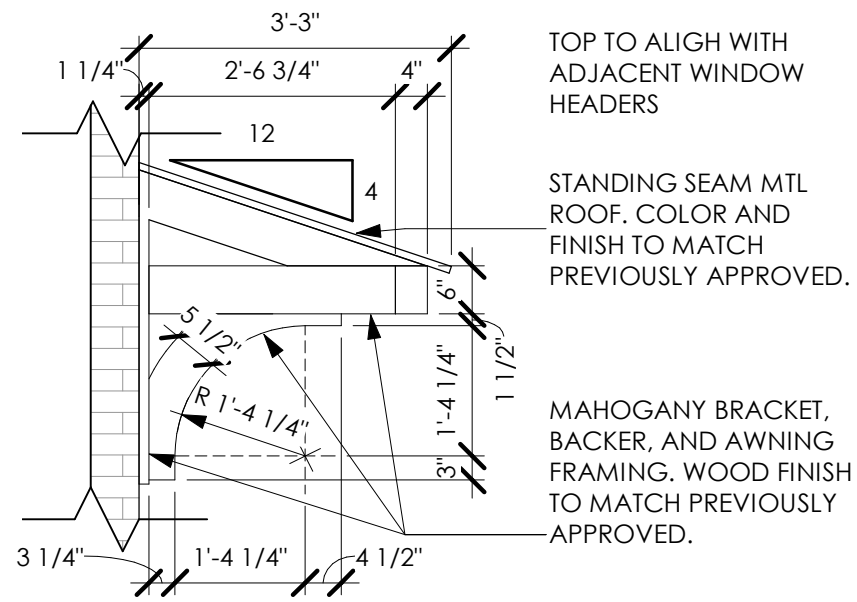 3'-3"
1 1/4"
2'-6 3/4"
4"
12
4
TOP TO ALIGH WITH
ADJACENT WINDOW
HEADERS
STANDING SEAM MTL
ROOF. COLOR AND
FINISH TO MATCH
PREVIOUSLY APPROVED.
6"
1 1/2"
5 1/2"
R 1'-4 1/4"
1'-4 1/4"
3"
MAHOGANY BRACKET,
BACKER, AND AWNING
FRAMING. WOOD FINISH
TO MATCH PREVIOUSLY
APPROVED.
3 1/4"
1'-4 1/4"
4 1/2"